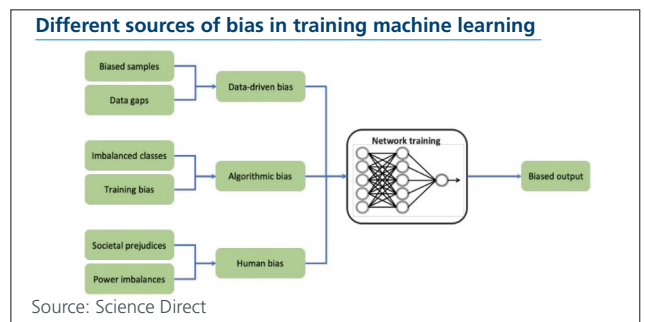 Different sources of bias in training machine learning
Biased samples
Data gaps
Data-driven bias
Imbalanced classes
Training bias
Algorithmic bias
Societal prejudices
Power imbalances
Human bias
Network training
Biased output
Source: Science Direct